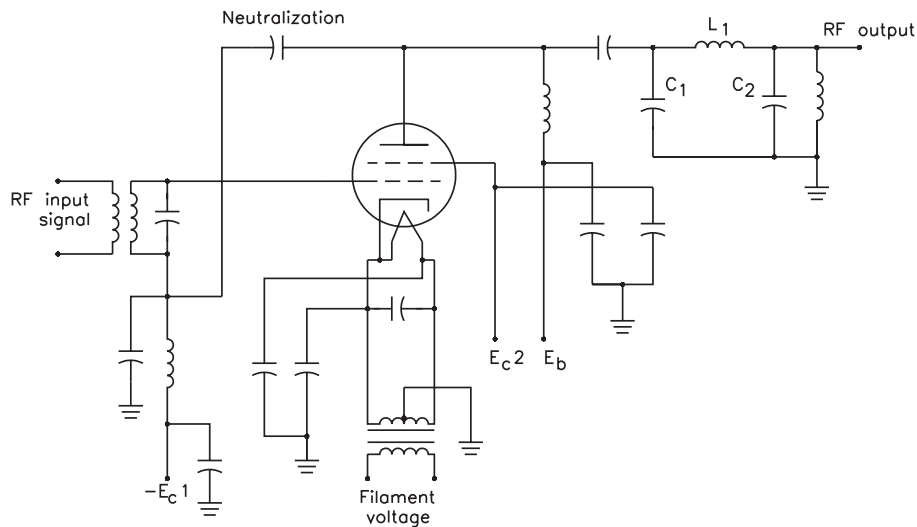 Neutralization
L1
RF output
C1
C2
RF input
signal
Ec2
Eb
-Ec1
Filament
voltage